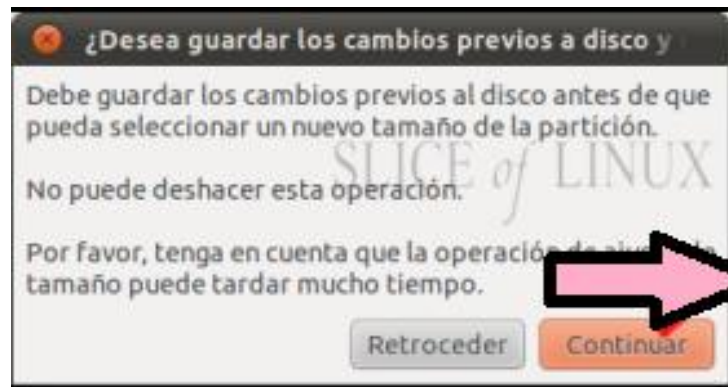 ¿Desea guardar los cambios previos a disco y
Debe guardar los cambios previos al disco antes de que
pueda seleccionar un nuevo tamaño de la partición.
SLICE of LINUX
No puede deshacer esta operación.
Por favor, tenga en cuenta que la operación de
tamaño puede tardar mucho tiempo.
Retroceder
Continuar